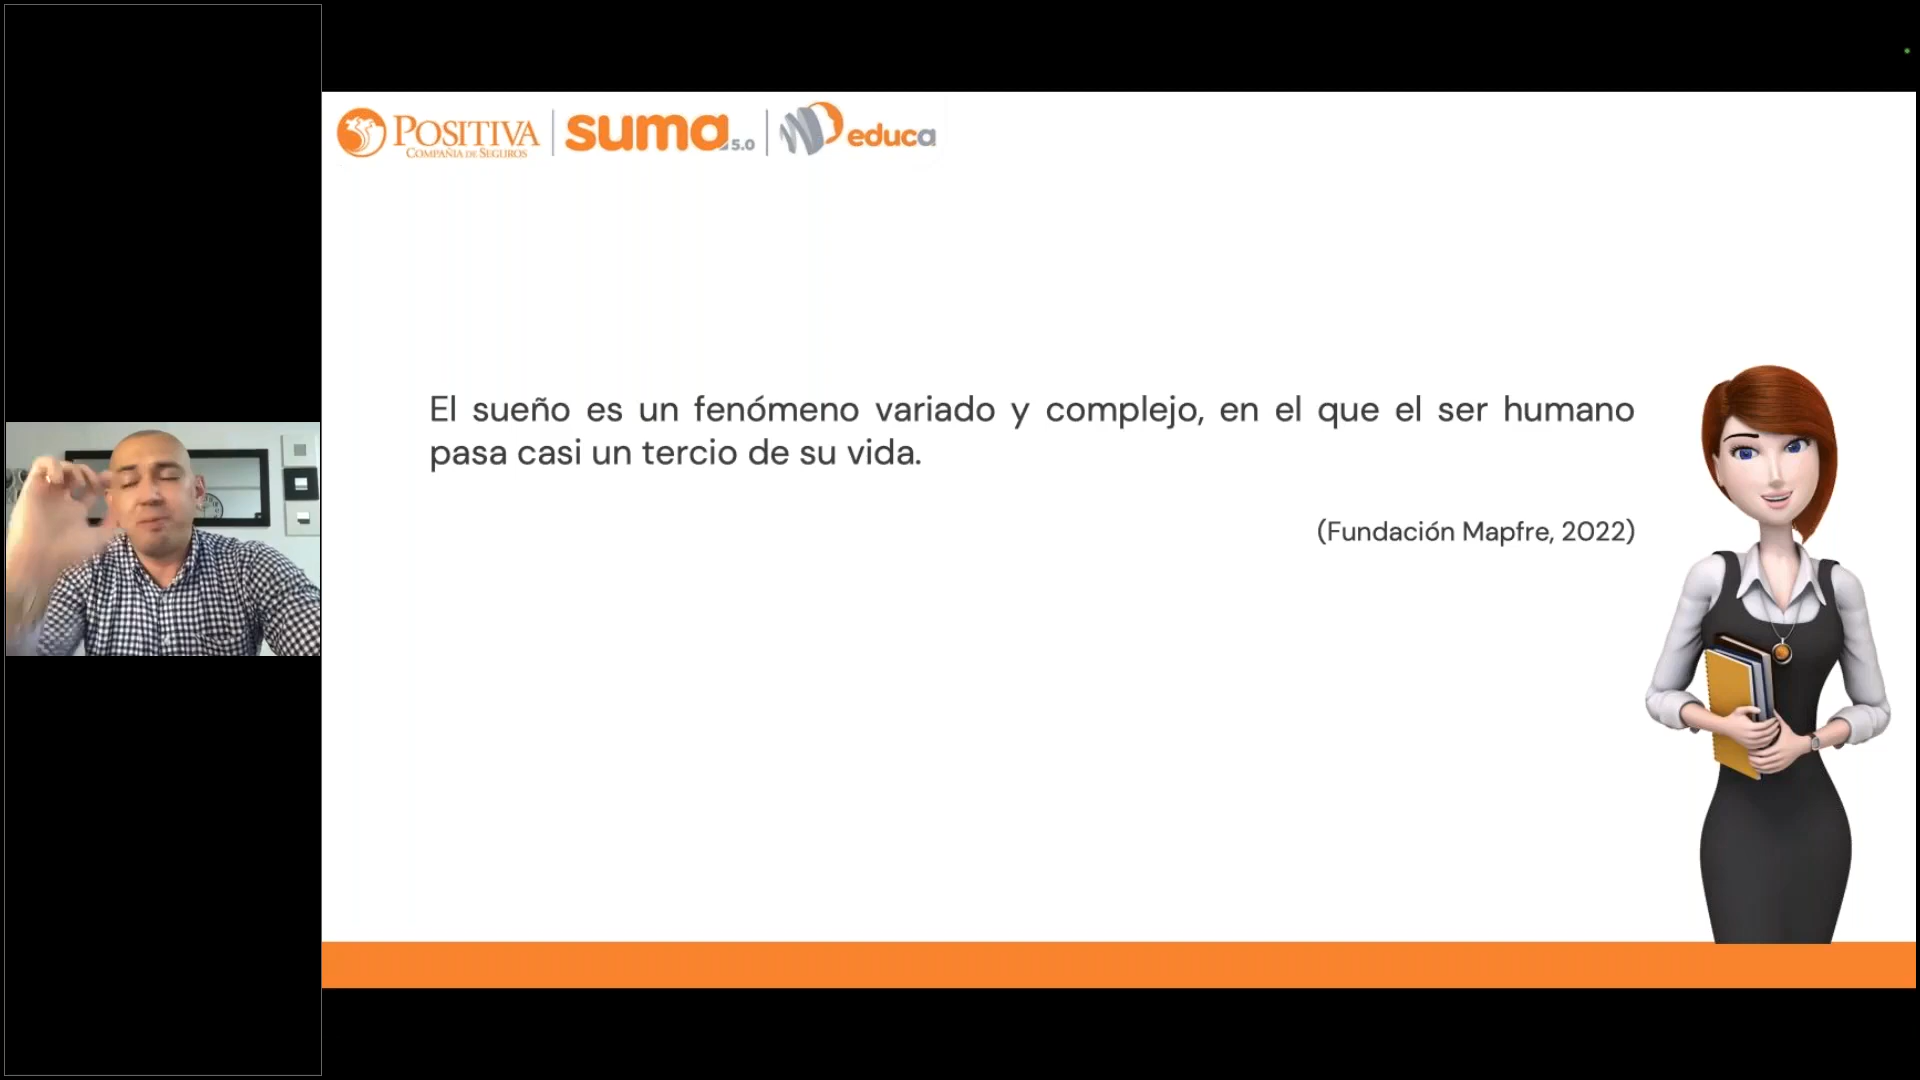 POSITIVA
COMPAÑIA DE SEGUROS
suma 5.0
educa
El sueño es un fenómeno variado y complejo, en el que el ser humano
pasa casi un tercio de su vida.
(Fundación Mapfre, 2022)